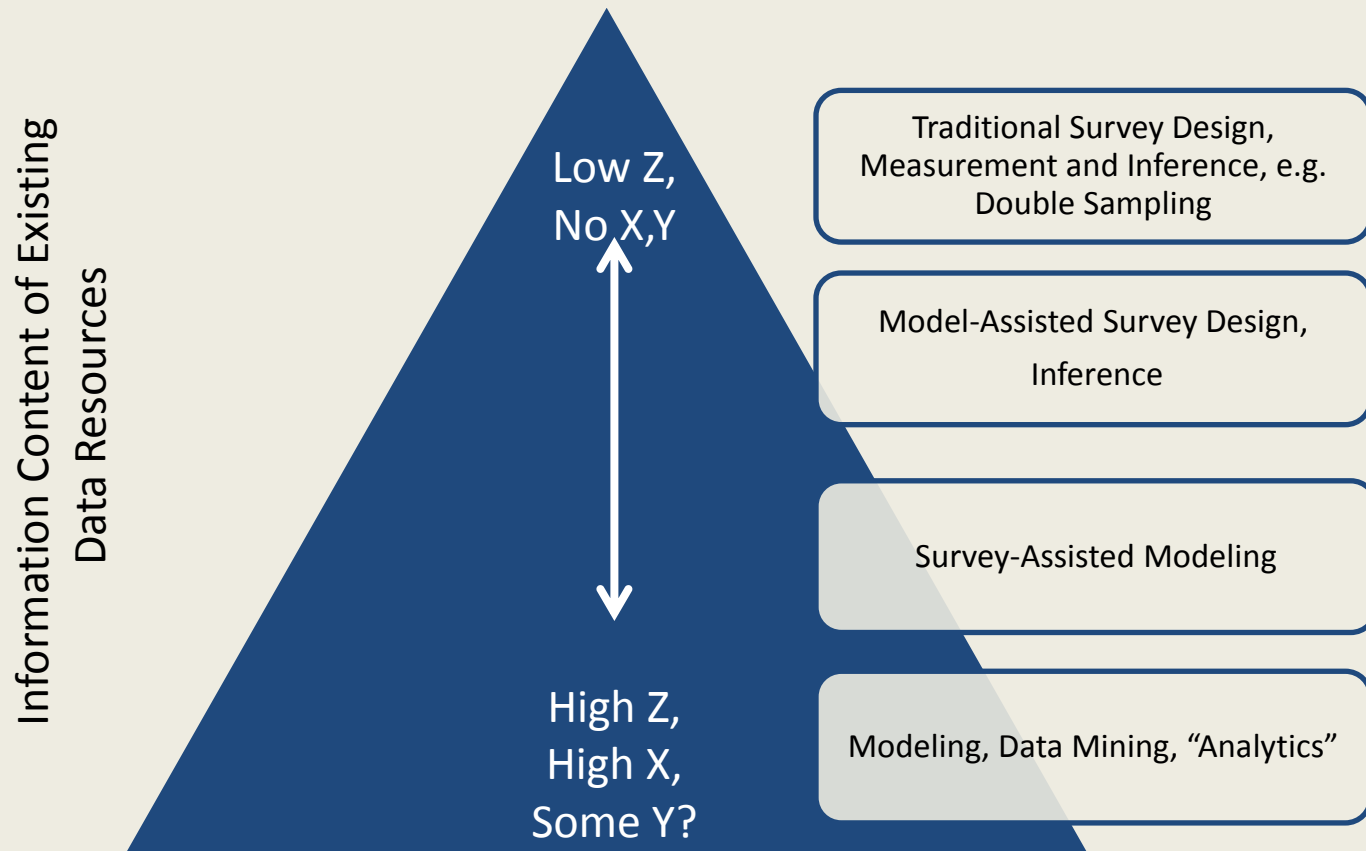 Information Content of Existing
Data Resources
Low Z,
No X,Y
High Z,
High X,
Some Y?
Traditional Survey Design,
Measurement and Inference, e.g.
Double Sampling
Model-Assisted Survey Design,
Inference
Survey-Assisted Modeling
Modeling, Data Mining, “Analytics”